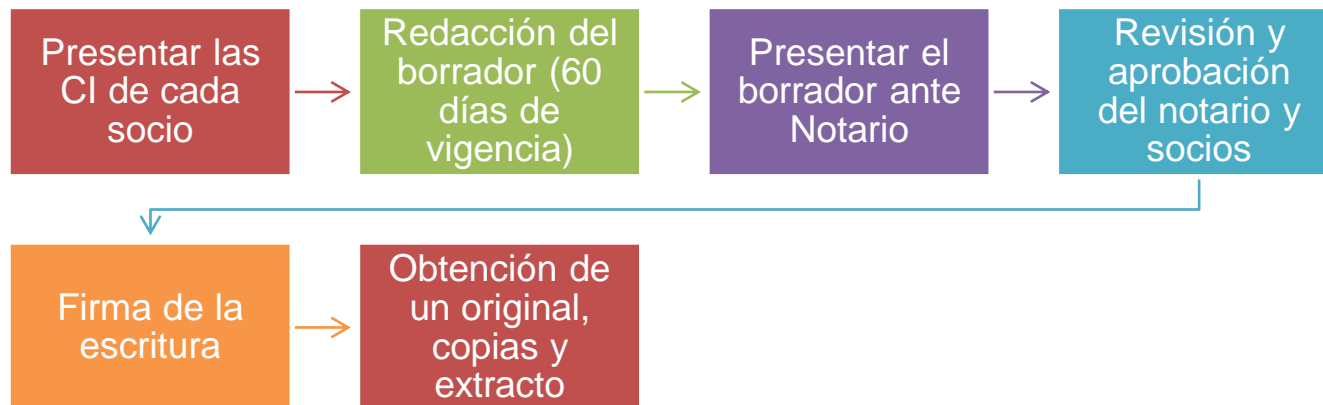 Presentar las
CI de cada
socio
Redacción del
borrador (60
días de
vigencia)
Presentar el
borrador ante
Notario
Revisión y
aprobación
del notario y
socios
Firma de la
escritura
Obtención de
un original,
copias y
extracto